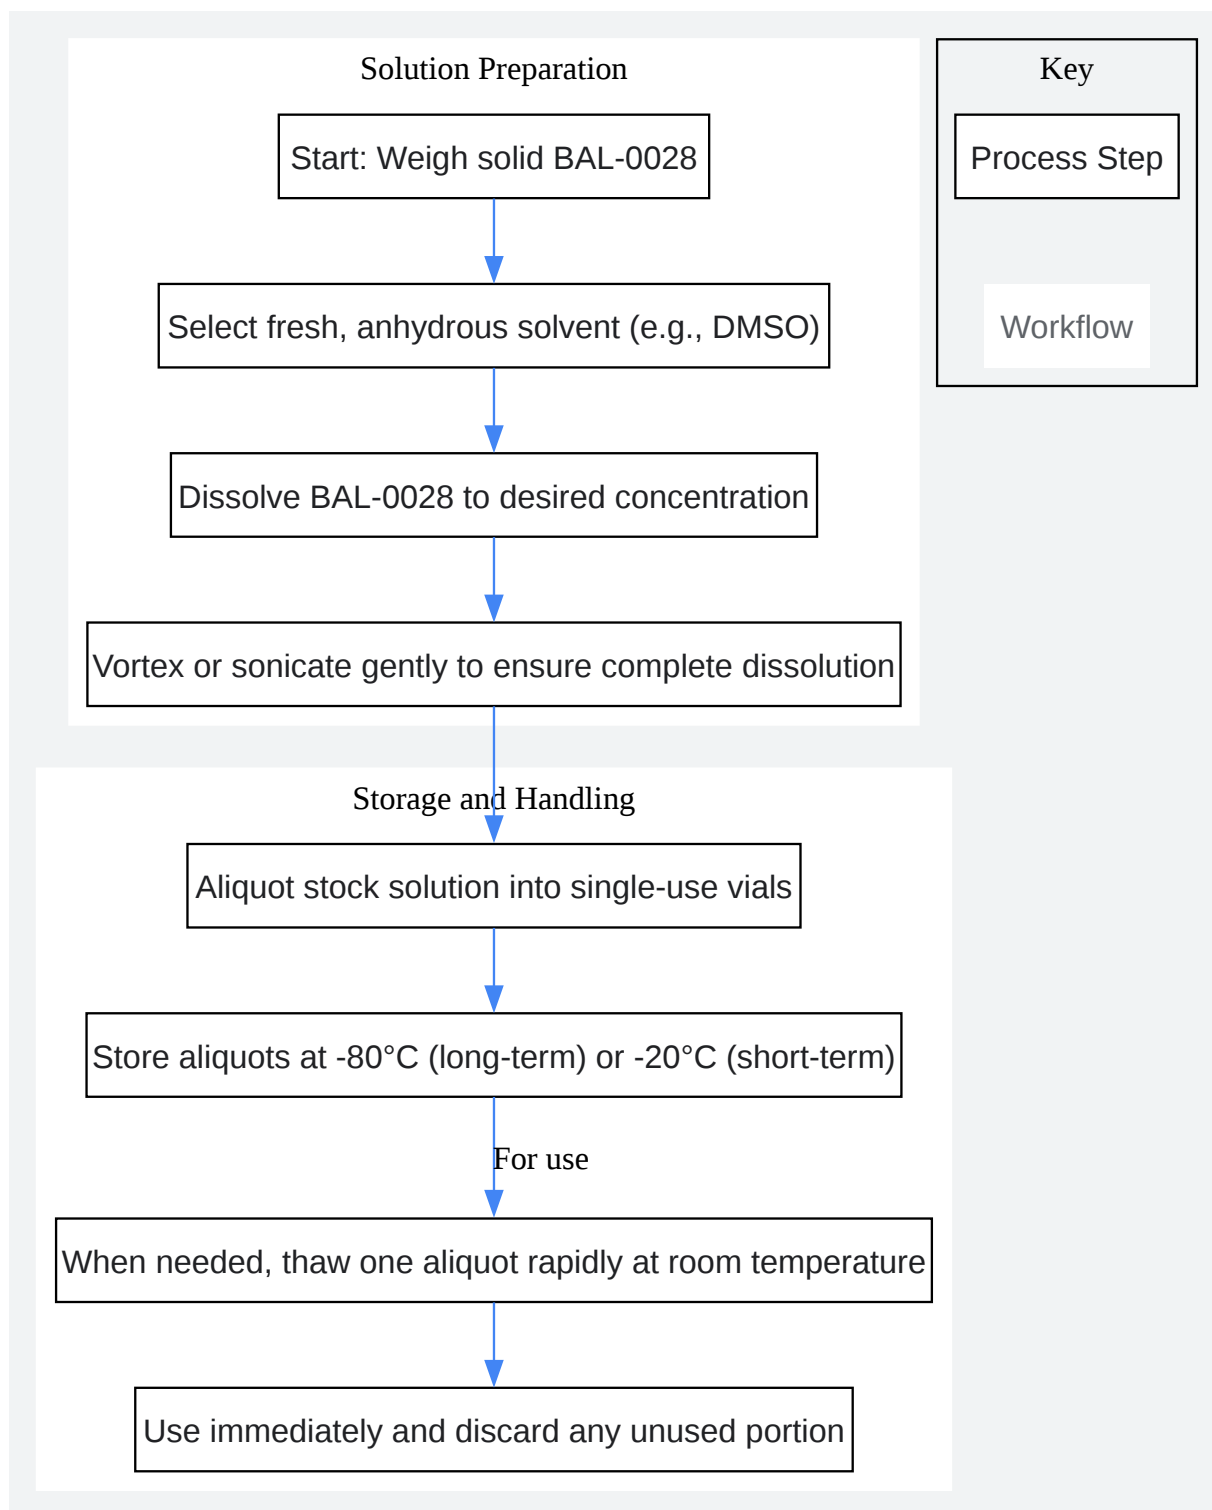 Solution Preparation
Start: Weigh solid BAL-0028
Select fresh, anhydrous solvent (e.g., DMSO)
Dissolve BAL-0028 to desired concentration
Vortex or sonicate gently to ensure complete dissolution
Storage and Handling
Aliquot stock solution into single-use vials
Store aliquots at -80°C (long-term) or -20°C (short-term)
For use
When needed, thaw one aliquot rapidly at room temperature
Use immediately and discard any unused portion
Key
Process Step
Workflow